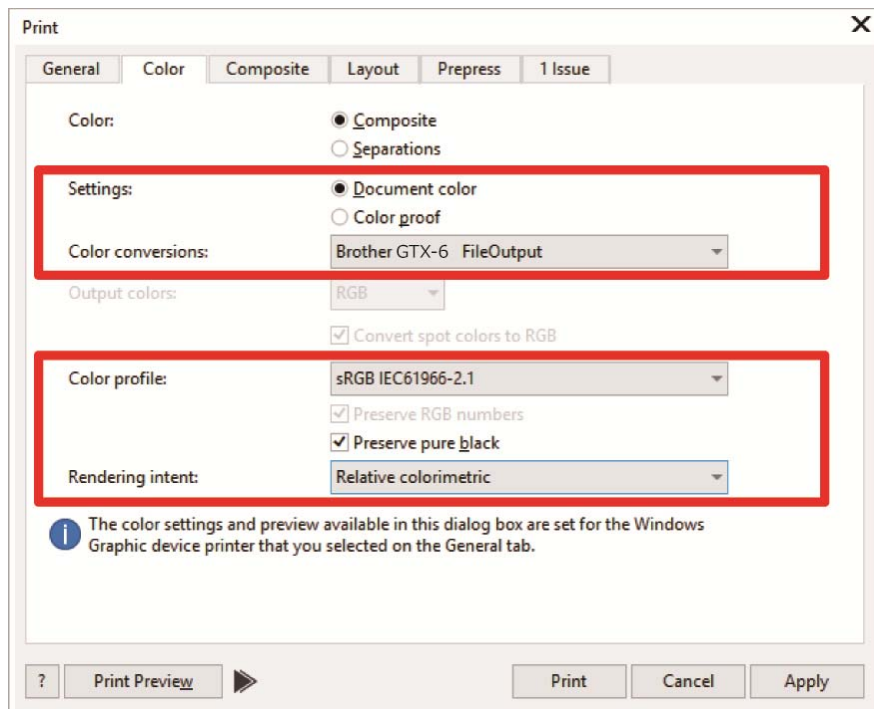 Print
General Color Composite Layout Prepress 1 Issue
Color: Composite
Separations
Settings: Document color
Color proof
Color conversions: Brother GTX-6 FileOutput
Output colors: RGB
Convert spot colors to RGB
Color profile: sRGB IEC61966-2.1
Preserve RGB numbers
Preserve pure black
Rendering intent: Relative colorimetric
The color settings and preview available in this dialog box are set for the Windows
Graphic device printer that you selected on the General tab.
? Print Preview Print Cancel Apply